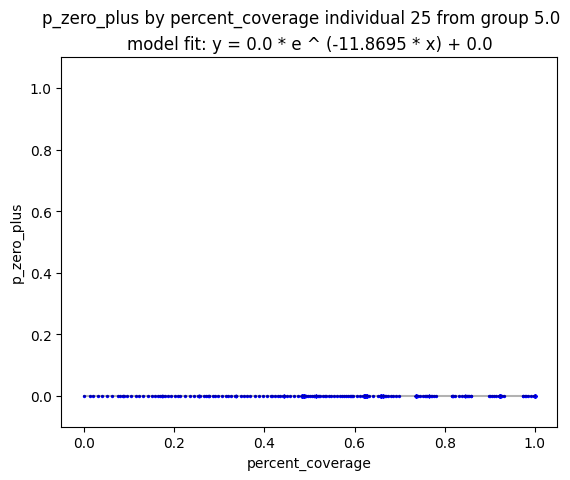 p_zero_plus by percent_coverage individual 25 from group 5.0
model fit: y = 0.0 * e ^ (-11.8695 * x) + 0.0
1.0
0.8
0.6
0.4
0.2
0.0
p_zero_plus
0.0 0.2 0.4 0.6 0.8 1.0
percent_coverage